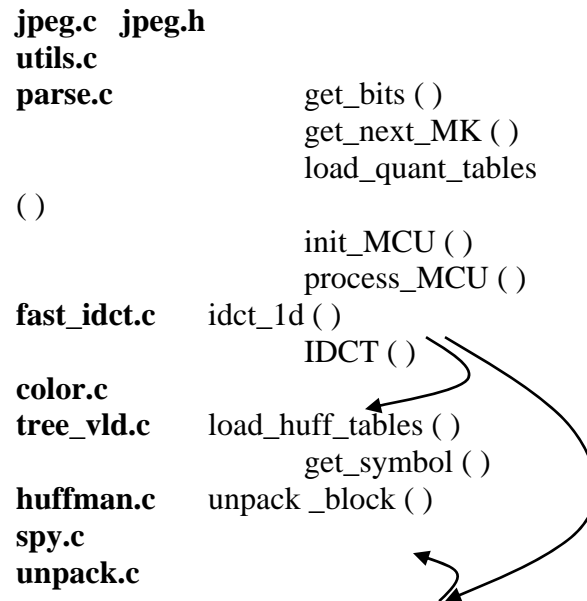 jpeg.c jpeg.h
utils.c
parse.c get_bits ( )
get_next_MK ( )
load_quant_tables
( )
init_MCU ( )
process_MCU ( )
fast_idct.c idct_1d ( )
IDCT ( )
color.c
tree_vld.c load_huff_tables ( )
get_symbol ( )
huffman.c unpack _block ( )
spy.c
unpack.c